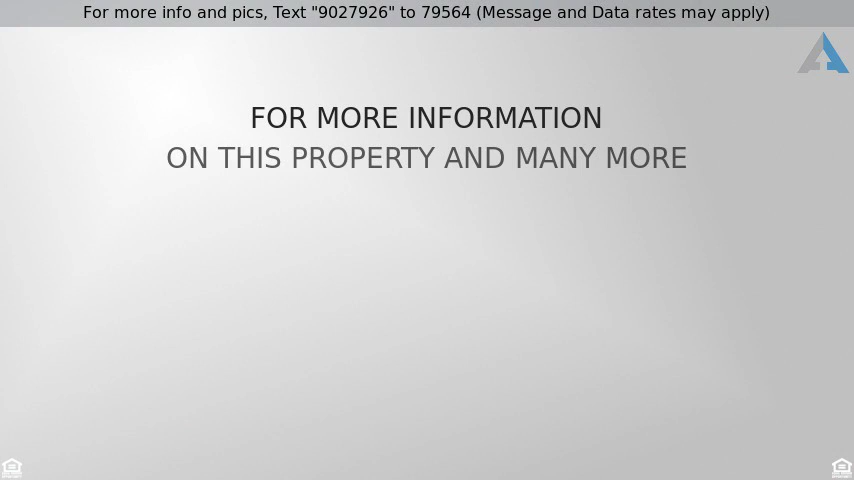 For more info and pics, Text "9027926" to 79564 (Message and Data rates may apply)
FOR MORE INFORMATION
ON THIS PROPERTY AND MANY MORE